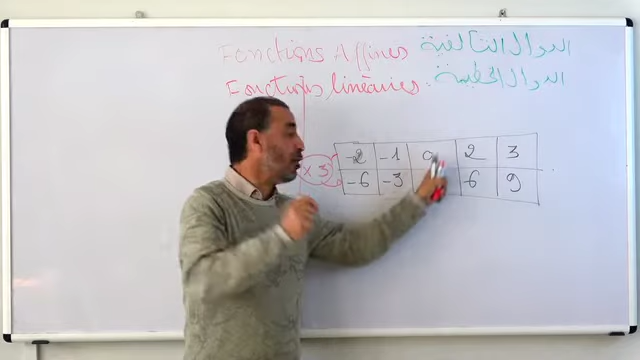 Fonctions Affines الدوال التآلفية
Fonctions linéaires. الدوال الخطية
-2 -1 0 2 3
× 3
-6 -3 6 9